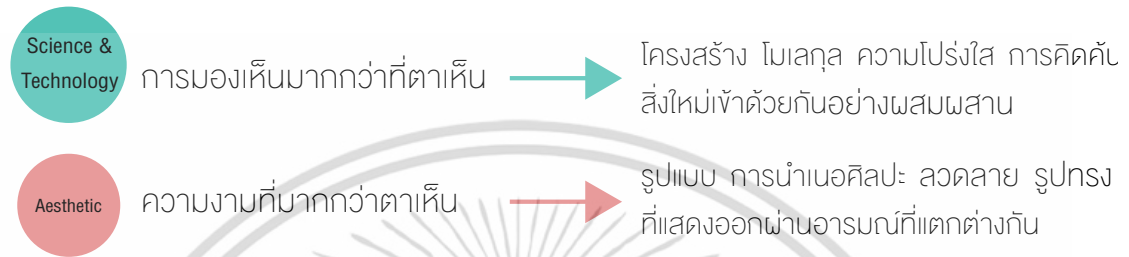 Science &
Technology
การมองเห็นมากกว่าที่ตาเห็น
โครงสร้าง โมเลกุล ความโปร่งใส การคิดค้
สิ่งใหม่เข้าด้วยกันอย่างผสมผสาน
Aesthetic
ความงามที่มากกว่าตาเห็น
รูปแบบ การนำเนอศิลปะ ลวดลาย รูปทรง
ที่แสดงออกผ่านอารมณ์ที่แตกต่างกัน